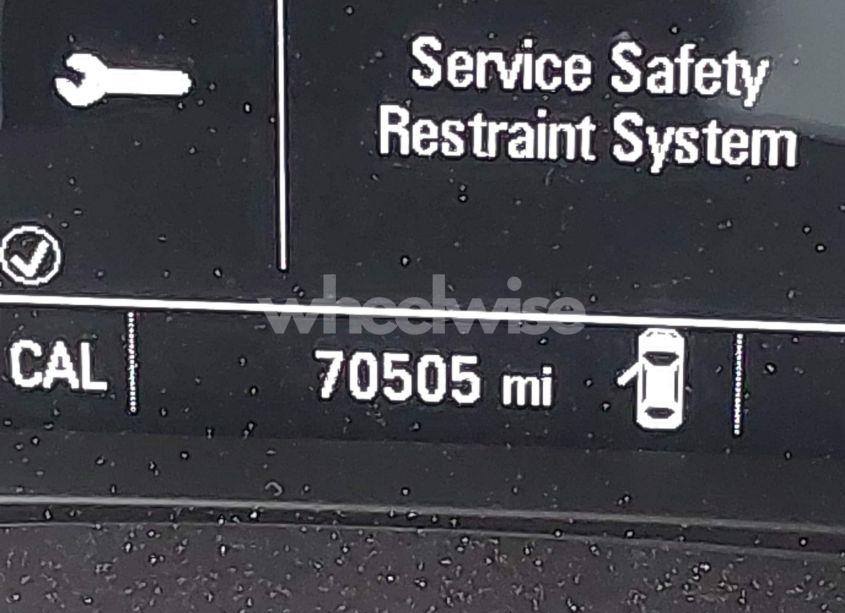 Service Safety
Restraint System
wheelwise
CAL 70505 mi